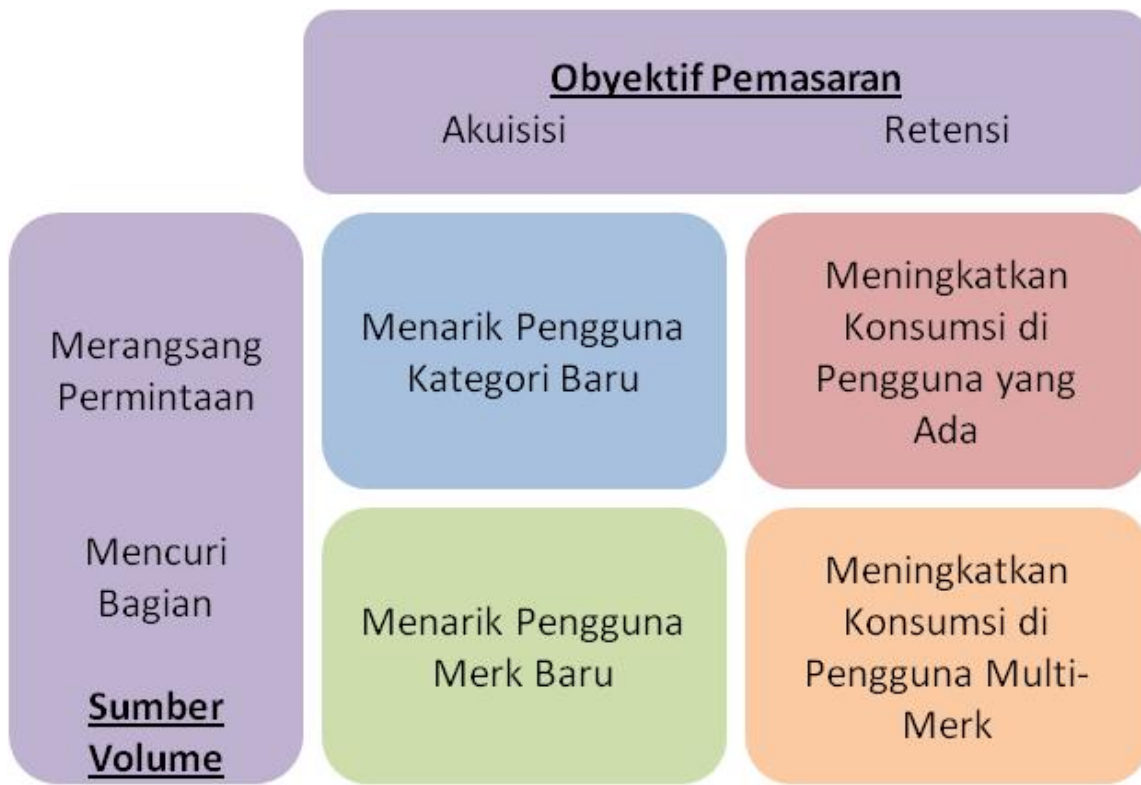 Obyektif Pemasaran
Akuisisi Retensi
Merangsang
Permintaan
Menarik Pengguna
Kategori Baru
Meningkatkan
Konsumsi di
Pengguna yang
Ada
Mencuri
Bagian
Sumber
Volume
Menarik Pengguna
Merk Baru
Meningkatkan
Konsumsi di
Pengguna Multi-
Merk